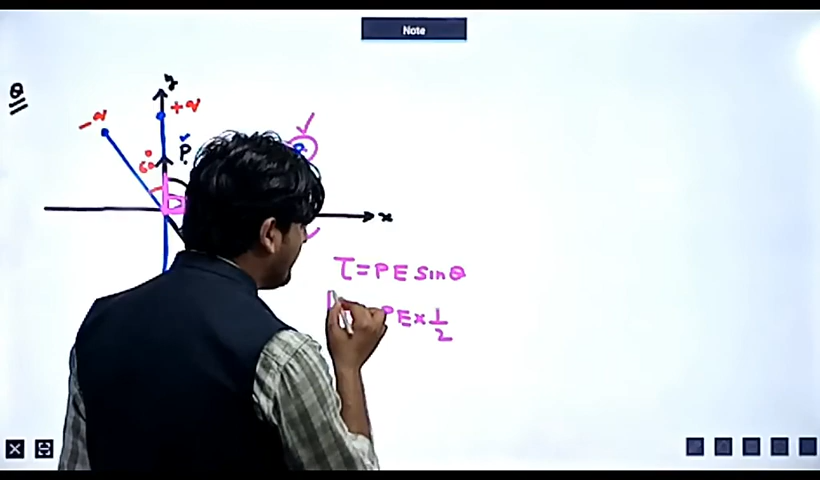 Note
Q
y
-q
+q
60°
P
x
τ = PE sinθ
PE × 1/2